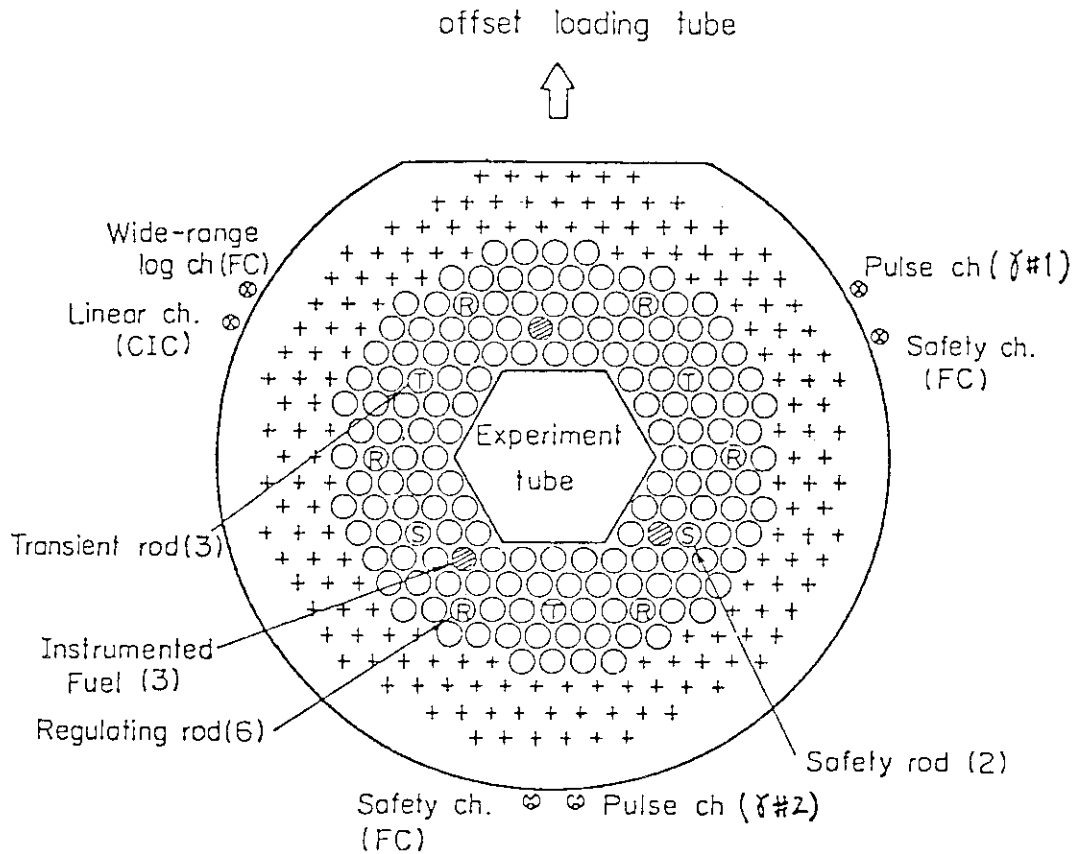 offset loading tube
Wide-range
log ch (FC)
Linear ch.
(CIC)
Pulse ch (γ#1)
Safety ch.
(FC)
R
R
T
T
Experiment
tube
R
R
S
S
R
T
R
Transient rod(3)
Instrumented
Fuel (3)
Regulating rod(6)
Safety rod (2)
Safety ch.
(FC)
Pulse ch (γ#2)